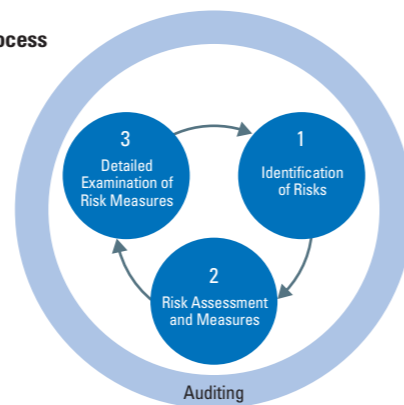 ocess
3
Detailed
Examination of
Risk Measures
1
Identification
of Risks
2
Risk Assessment
and Measures
Auditing